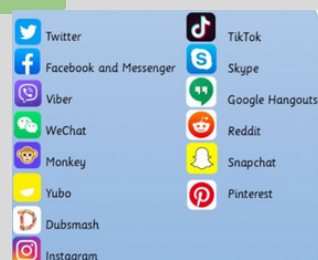 Twitter
Facebook and Messenger
Viber
WeChat
Monkey
Yubo
Dubsmash
Instagram
TikTok
Skype
Google Hangouts
Reddit
Snapchat
Pinterest